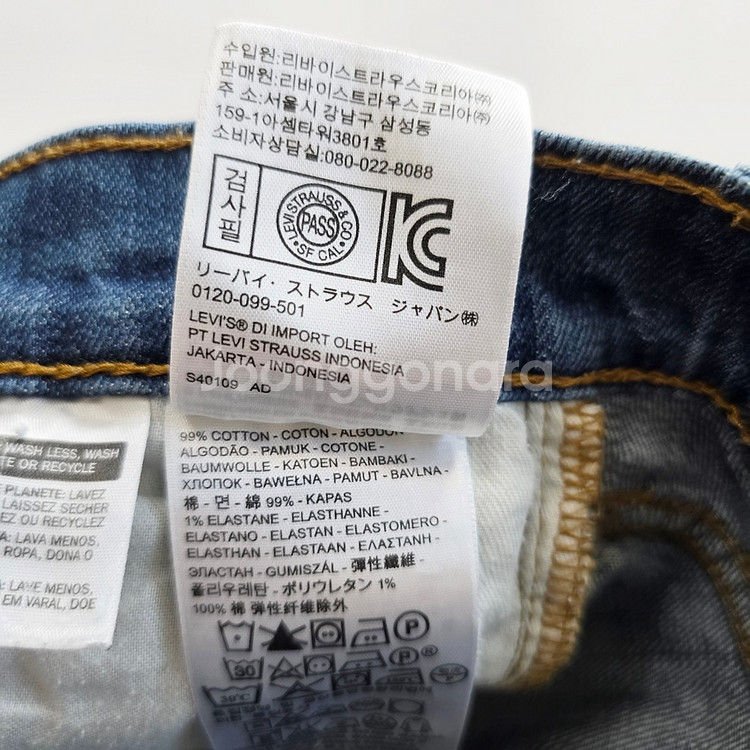 수입원:리바이스트라우스코리아㈜
판매원:리바이스트라우스코리아㈜
주 소:서울시 강남구 삼성동
159-1아셈타워3801호
소비자상담실:080-022-8088
검사필
LEVI STRAUSS & CO
PASS
SF CAL
リーバイ・ストラウス ジャパン㈱
0120-099-501
LEVI'S® DI IMPORT OLEH:
PT LEVI STRAUSS INDONESIA
JAKARTA - INDONESIA
S40109 AD
joonggonara
WASH LESS, WASH
OR RECYCLE
PLANETE: LAVEZ
LAISSEZ SECHER
OU RECYCLEZ
LAVA MENOS,
ROPA, DONA O
LAVE MENOS,
EM VARAL, DOE
99% COTTON - COTON - ALGODON
ALGODÃO - PAMUK - COTONE -
BAUMWOLLE - KATOEN - BAMBAKI -
ХЛОПОК - BAWEŁNA - PAMUT - BAVLNA -
棉 - 면 - 綿 99% - KAPAS
1% ELASTANE - ELASTHANNE -
ELASTANO - ELASTAN - ELASTOMERO -
ELASTHAN - ELASTAAN - ΕΛΑΣΤΑΝΗ -
ЭЛАСТАН - GUMISZÁL - 彈性纖維 -
폴리우레탄 - ポリウレタン 1%
100% 棉 弹性纤维除外
P
30
30°C